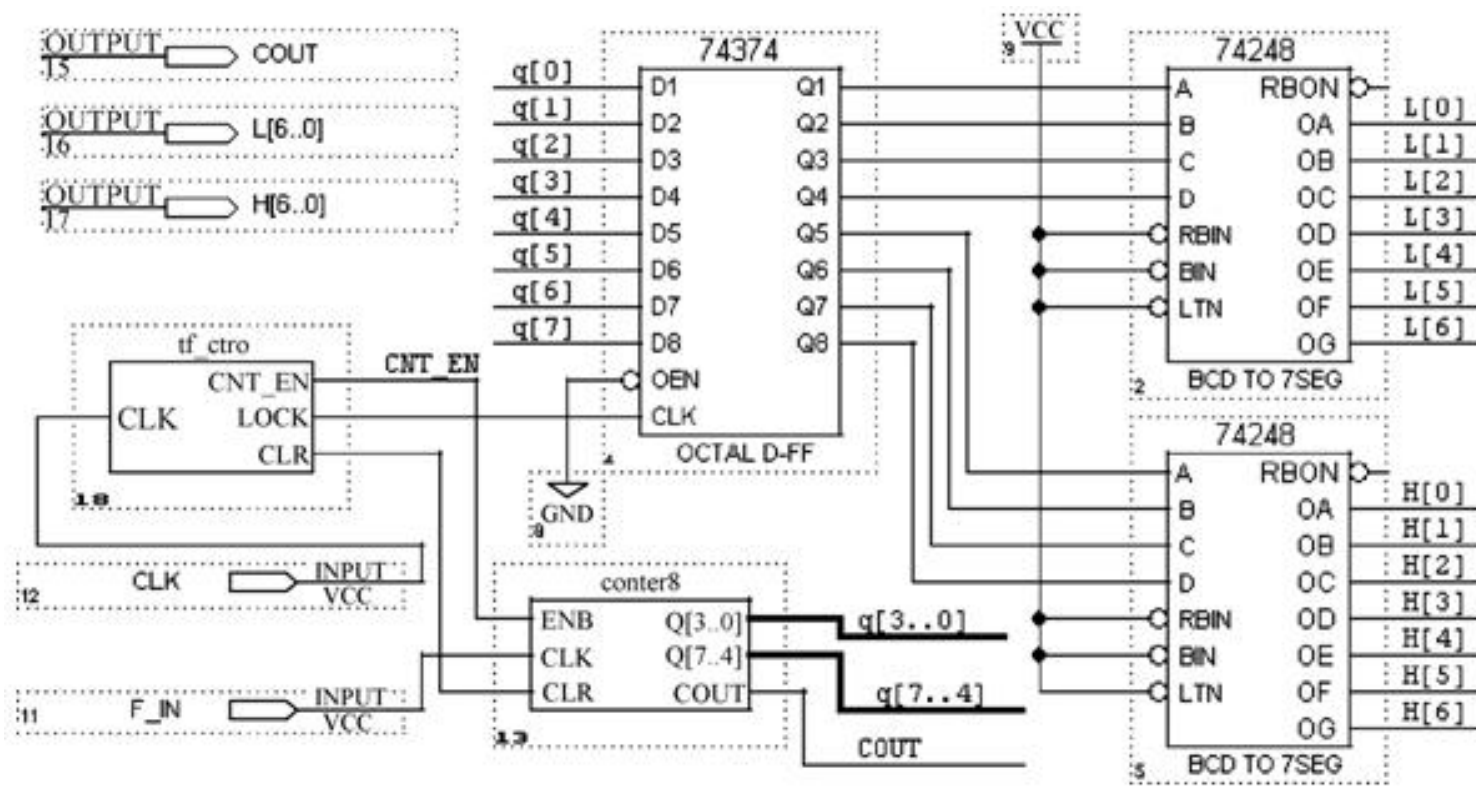 OUTPUT
15
COUT
OUTPUT
16
L[6..0]
OUTPUT
17
H[6..0]
74374
q[0]
q[1]
q[2]
q[3]
q[4]
q[5]
q[6]
q[7]
D1
D2
D3
D4
D5
D6
D7
D8
OEN
CLK
Q1
Q2
Q3
Q4
Q5
Q6
Q7
Q8
OCTAL D-FF
4
VCC
9
74248
A
B
C
D
RBIN
BIN
LTN
RBON
OA
OB
OC
OD
OE
OF
OG
L[0]
L[1]
L[2]
L[3]
L[4]
L[5]
L[6]
2
BCD TO 7SEG
tf_ctro
CLK
CNT_EN
LOCK
CLR
18
CNT_EN
GND
74248
A
B
C
D
RBIN
BIN
LTN
RBON
OA
OB
OC
OD
OE
OF
OG
H[0]
H[1]
H[2]
H[3]
H[4]
H[5]
H[6]
5
BCD TO 7SEG
12
CLK
INPUT
VCC
11
F_IN
INPUT
VCC
conter8
ENB
CLK
CLR
Q[3..0]
Q[7..4]
COUT
13
q[3..0]
q[7..4]
COUT